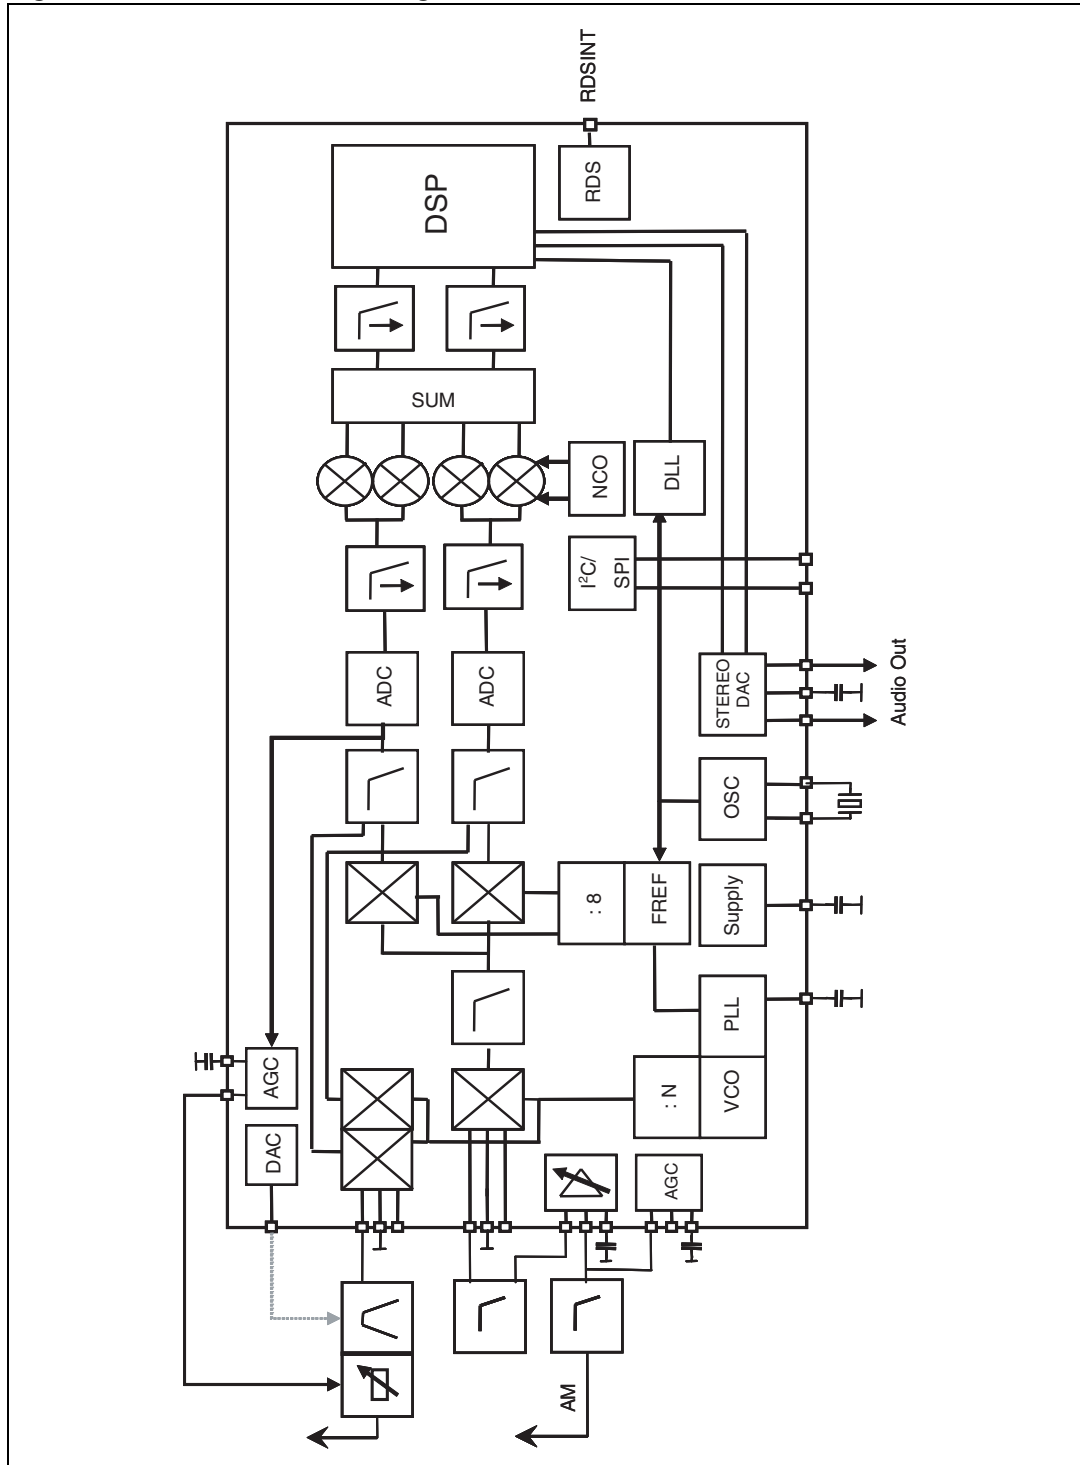 RDSINT
RDS
DSP
SUM
NCO
DLL
I²C/
SPI
ADC
ADC
STEREO
DAC
Audio Out
OSC
: 8
FREF
Supply
PLL
: N
VCO
AGC
DAC
AGC
AM